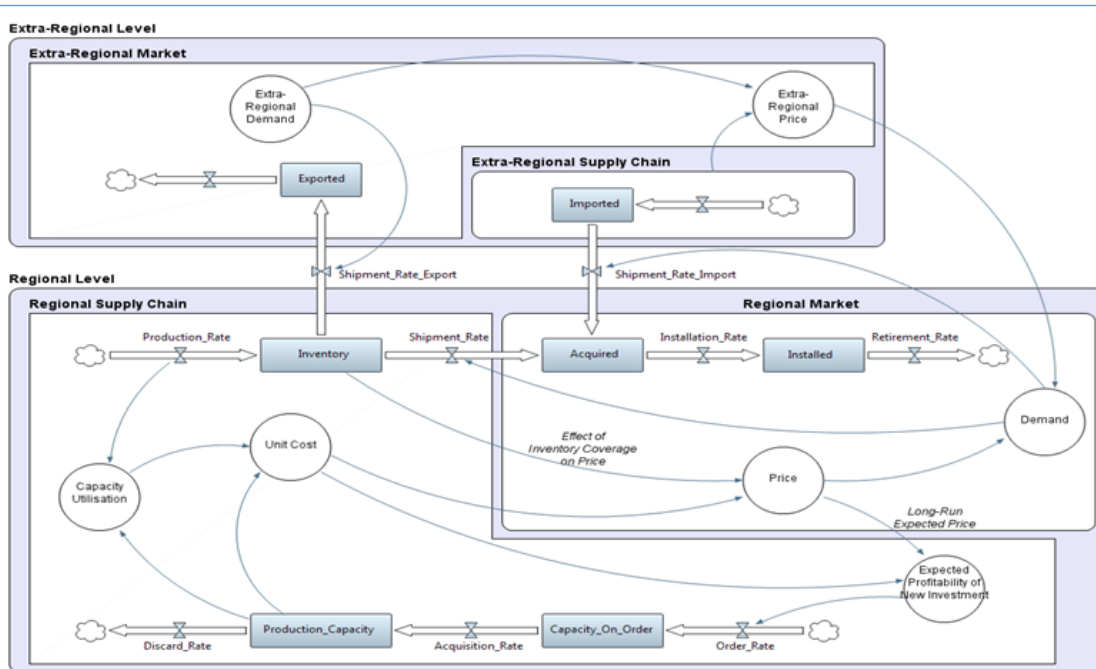 Extra-Regional Level
Extra-Regional Market
Extra-
Regional
Demand
Extra-
Regional
Price
Extra-Regional Supply Chain
Exported
Imported
Shipment_Rate_Export
Shipment_Rate_Import
Regional Level
Regional Supply Chain
Regional Market
Production_Rate
Shipment_Rate
Installation_Rate
Retirement_Rate
Inventory
Acquired
Installed
Demand
Unit Cost
Effect of
Inventory Coverage
on Price
Capacity
Utilisation
Price
Long-Run
Expected Price
Expected
Profitability of
New Investment
Production_Capacity
Capacity_On_Order
Discard_Rate
Acquisition_Rate
Order_Rate